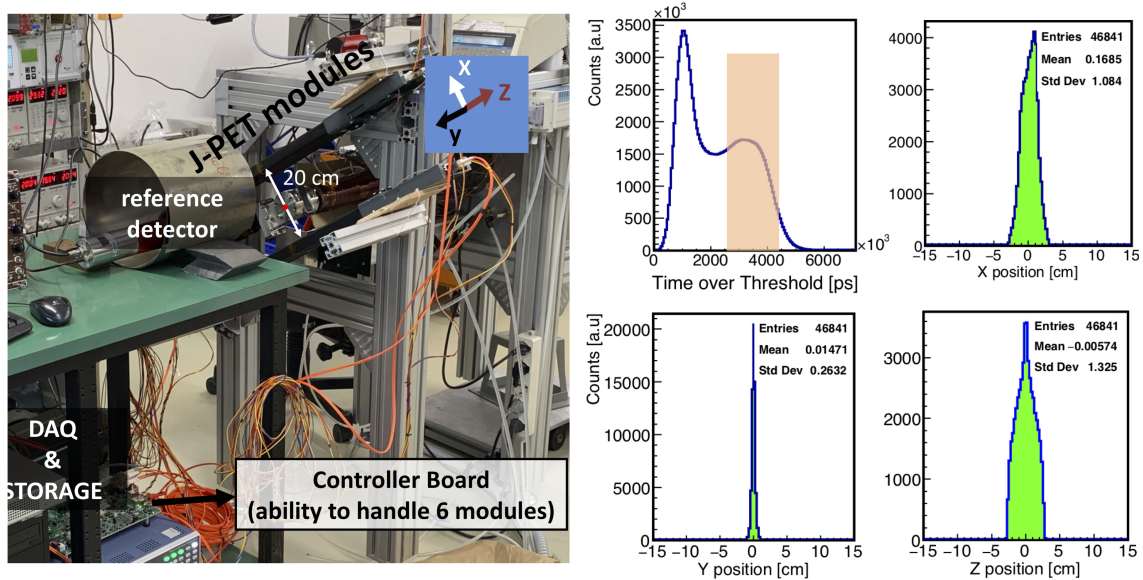 J-PET modules
X
Z
y
20 cm
reference
detector
DAQ
&
STORAGE
Controller Board
(ability to handle 6 modules)
×10³
Counts [a.u]
3500
3000
2500
2000
1500
1000
500
0
0 2000 4000 6000
×10³
Time over Threshold [ps]
Entries 46841
Mean 0.1685
Std Dev 1.084
4000
3000
2000
1000
0
−15 −10 −5 0 5 10 15
X position [cm]
Entries 46841
Mean 0.01471
Std Dev 0.2632
Counts [a.u]
20000
15000
10000
5000
0
−15 −10 −5 0 5 10 15
Y position [cm]
Entries 46841
Mean −0.00574
Std Dev 1.325
3000
2000
1000
0
−15 −10 −5 0 5 10 15
Z position [cm]